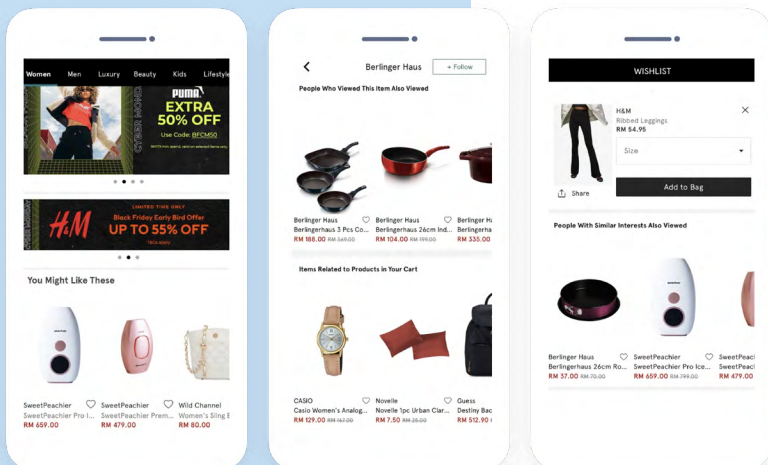 Women Men Luxury Beauty Kids Lifestyle
PUMA
EXTRA
50% OFF
Use Code: BFCM50
CYBER MOND
LIMITED TIME ONLY
H&M
Black Friday Early Bird Offer
UP TO 55% OFF
T&Cs apply
You Might Like These
SweetPeachier SweetPeachier Wild Channel
SweetPeachier Pro I... SweetPeachier Prem... Women's Sling B
RM 659.00 RM 479.00 RM 80.00
Berlinger Haus + Follow
People Who Viewed This Item Also Viewed
Berlinger Haus Berlinger Haus Berlinger H
Berlingerhaus 3 Pcs Co... Berlingerhaus 26cm Ind... Berlingerha
RM 188.00 RM 369.00 RM 104.00 RM 199.00 RM 335.00
Items Related to Products in Your Cart
CASIO Novelle Guess
Casio Women's Analog... Novelle 1pc Urban Clar... Destiny Bac
RM 129.00 RM 167.00 RM 7.50 RM 25.00 RM 512.90
WISHLIST
H&M
Ribbed Leggings
RM 54.95
Size
Share
Add to Bag
People With Similar Interests Also Viewed
Berlinger Haus SweetPeachier SweetPeac
Berlingerhaus 26cm Ro... SweetPeachier Pro Ice... SweetPeac
RM 37.00 RM 70.00 RM 659.00 RM 799.00 RM 479.00